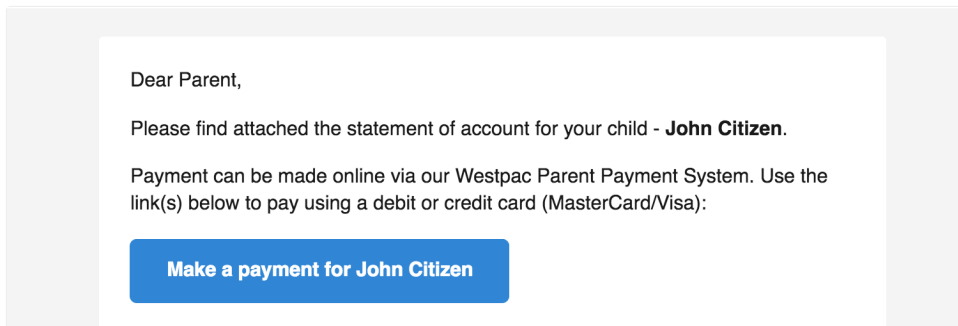 Dear Parent,
Please find attached the statement of account for your child - John Citizen.
Payment can be made online via our Westpac Parent Payment System. Use the
link(s) below to pay using a debit or credit card (MasterCard/Visa):
Make a payment for John Citizen